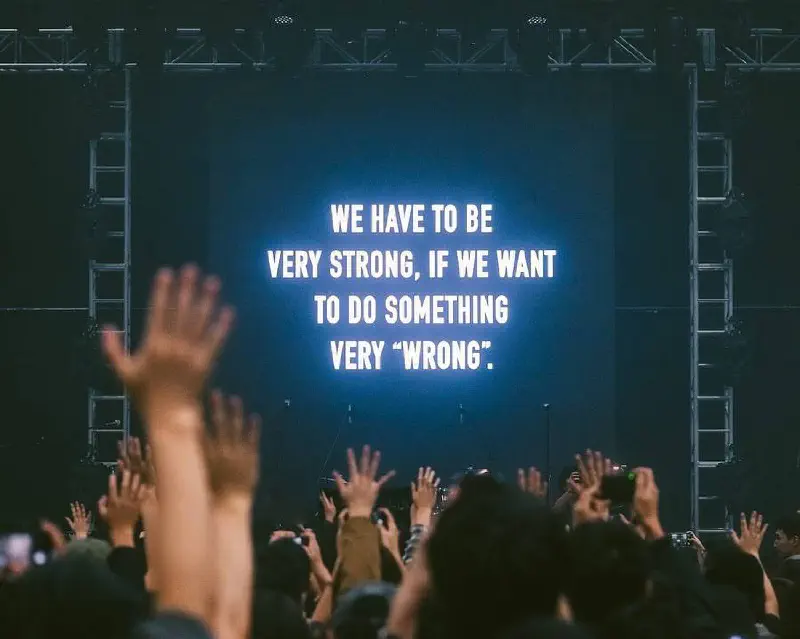 WE HAVE TO BE
VERY STRONG, IF WE WANT
TO DO SOMETHING
VERY “WRONG”.